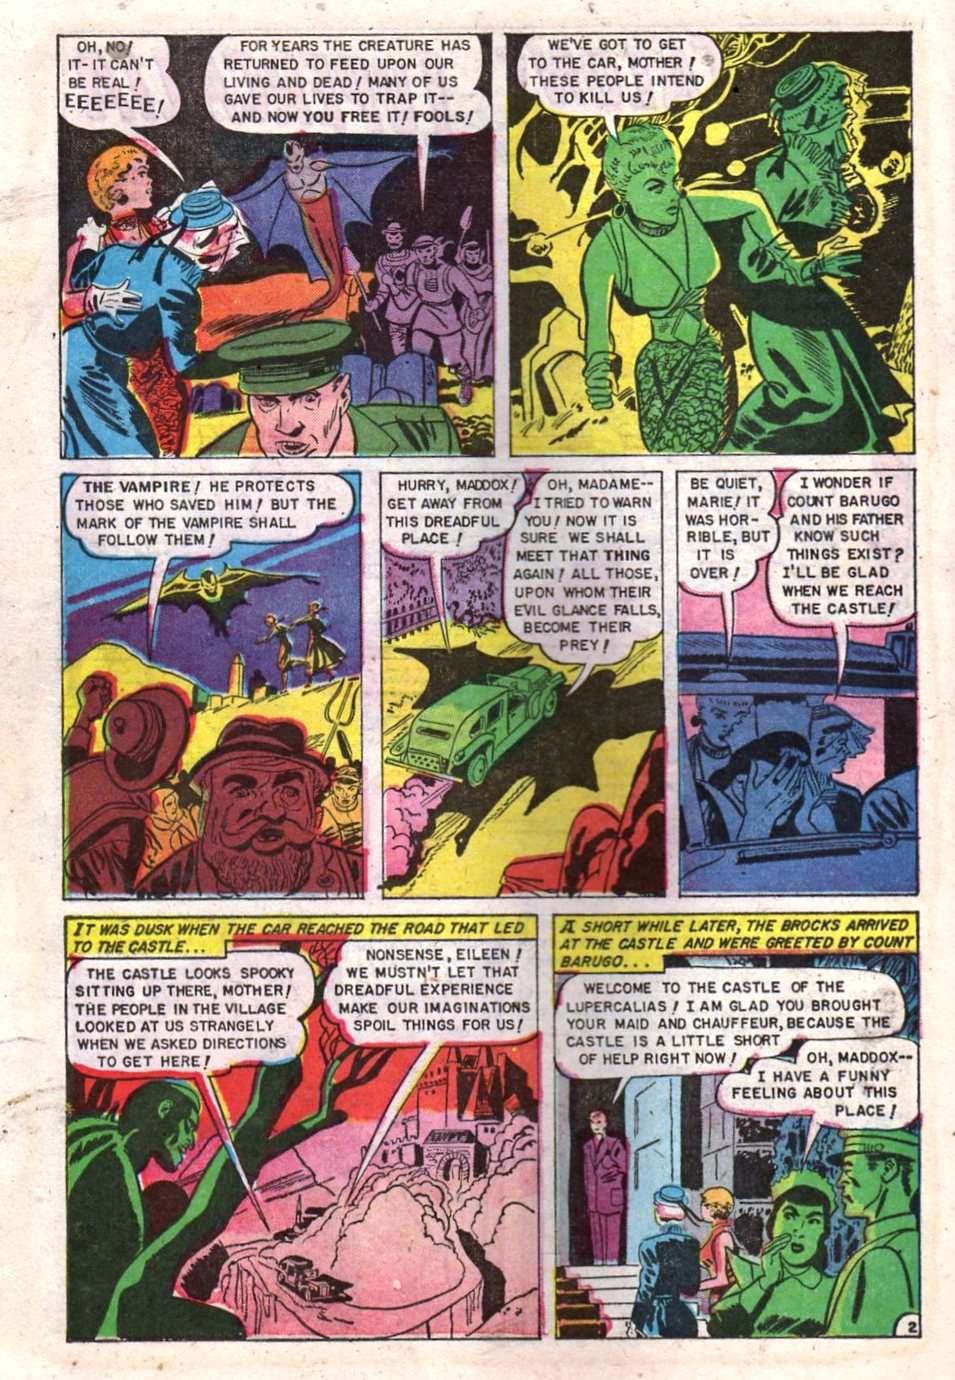 OH, NO!
IT- IT CAN'T
BE REAL!
EEEEEEE!
FOR YEARS THE CREATURE HAS
RETURNED TO FEED UPON OUR
LIVING AND DEAD! MANY OF US
GAVE OUR LIVES TO TRAP IT--
AND NOW YOU FREE IT! FOOLS!
WE'VE GOT TO GET
TO THE CAR, MOTHER!
THESE PEOPLE INTEND
TO KILL US!
THE VAMPIRE! HE PROTECTS
THOSE WHO SAVED HIM! BUT THE
MARK OF THE VAMPIRE SHALL
FOLLOW THEM!
HURRY, MADDOX!
GET AWAY FROM
THIS DREADFUL
PLACE!
OH, MADAME--
I TRIED TO WARN
YOU! NOW IT IS
SURE WE SHALL
MEET THAT THING
AGAIN! ALL THOSE,
UPON WHOM THEIR
EVIL GLANCE FALLS,
BECOME THEIR
PREY!
BE QUIET,
MARIE! IT
WAS HOR-
RIBLE, BUT
IT IS
OVER!
I WONDER IF
COUNT BARUGO
AND HIS FATHER
KNOW SUCH
THINGS EXIST?
I'LL BE GLAD
WHEN WE REACH
THE CASTLE!
IT WAS DUSK WHEN THE CAR REACHED THE ROAD THAT LED
TO THE CASTLE...
THE CASTLE LOOKS SPOOKY
SITTING UP THERE, MOTHER!
THE PEOPLE IN THE VILLAGE
LOOKED AT US STRANGELY
WHEN WE ASKED DIRECTIONS
TO GET HERE!
NONSENSE, EILEEN!
WE MUSTN'T LET THAT
DREADFUL EXPERIENCE
MAKE OUR IMAGINATIONS
SPOIL THINGS FOR US!
A SHORT WHILE LATER, THE BROCKS ARRIVED
AT THE CASTLE AND WERE GREETED BY COUNT
BARUGO...
WELCOME TO THE CASTLE OF THE
LUPERCALIAS! I AM GLAD YOU BROUGHT
YOUR MAID AND CHAUFFEUR, BECAUSE THE
CASTLE IS A LITTLE SHORT
OF HELP RIGHT NOW!
OH, MADDOX--
I HAVE A FUNNY
FEELING ABOUT THIS
PLACE!
2